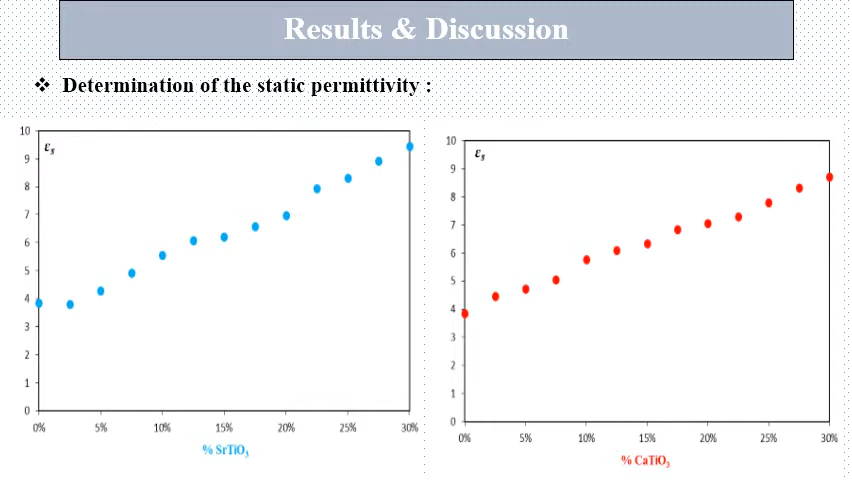 Results & Discussion
❖ Determination of the static permittivity :
10
9
8
7
6
5
4
3
2
1
0
εs
0% 5% 10% 15% 20% 25% 30%
% SrTiO3
10
9
8
7
6
5
4
3
2
1
0
εs
0% 5% 10% 15% 20% 25% 30%
% CaTiO3